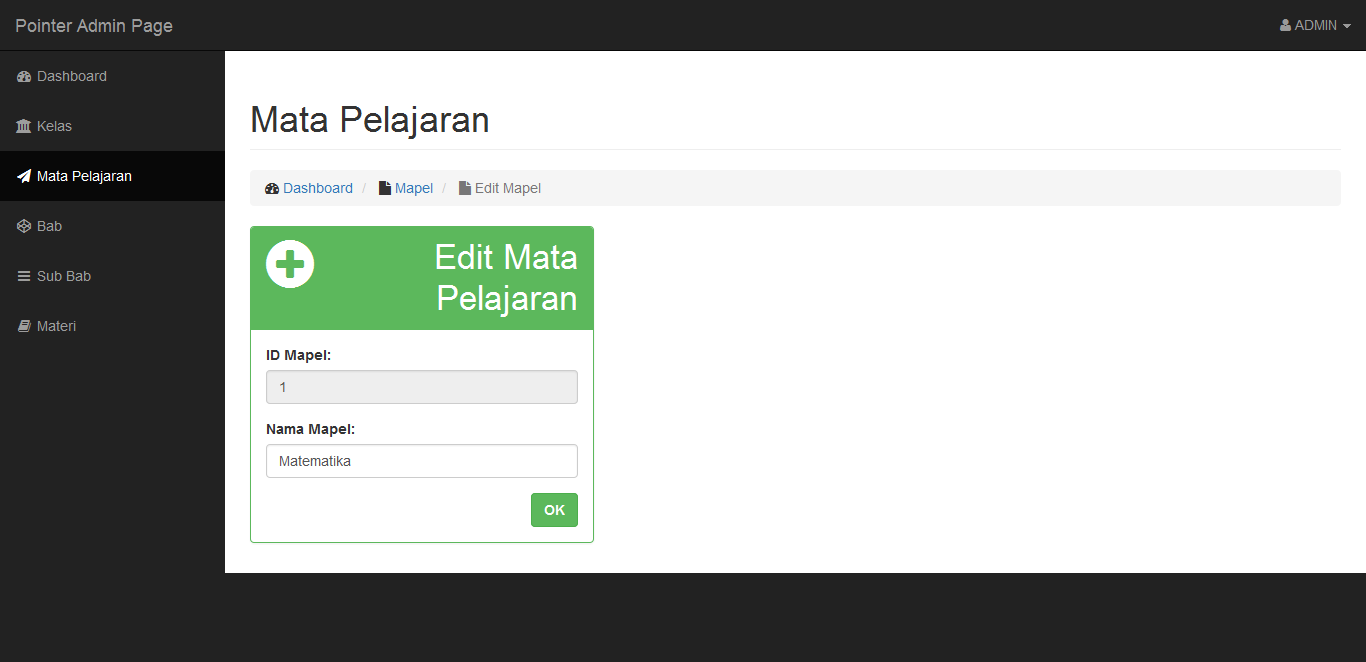 Pointer Admin Page
ADMIN
Dashboard
Kelas
Mata Pelajaran
Bab
Sub Bab
Materi
Mata Pelajaran
Dashboard / Mapel / Edit Mapel
Edit Mata
Pelajaran
ID Mapel:
1
Nama Mapel:
Matematika
OK